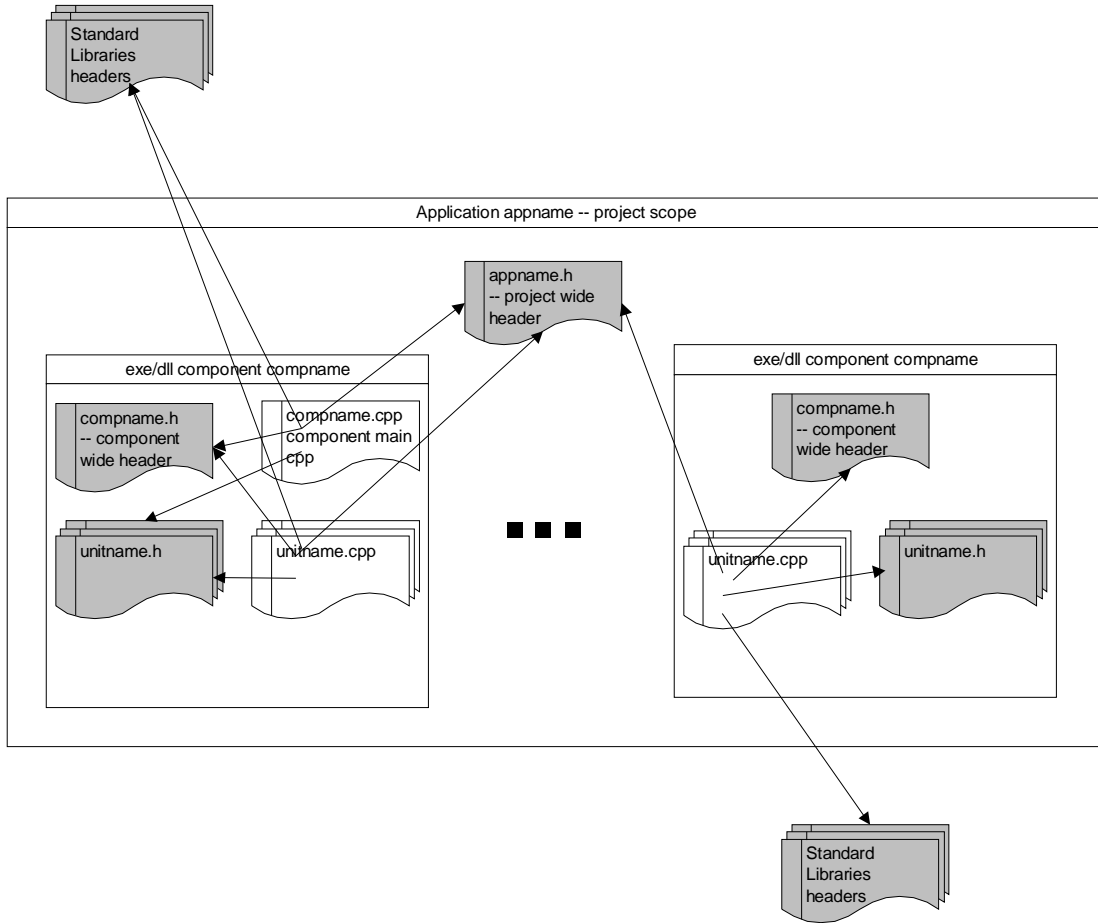 Standard
Libraries
headers
Application appname -- project scope
appname.h
-- project wide
header
exe/dll component compname
compname.h
-- component
wide header
compname.cpp
component main
cpp
unitname.h
unitname.cpp
exe/dll component compname
compname.h
-- component
wide header
unitname.cpp
unitname.h
Standard
Libraries
headers